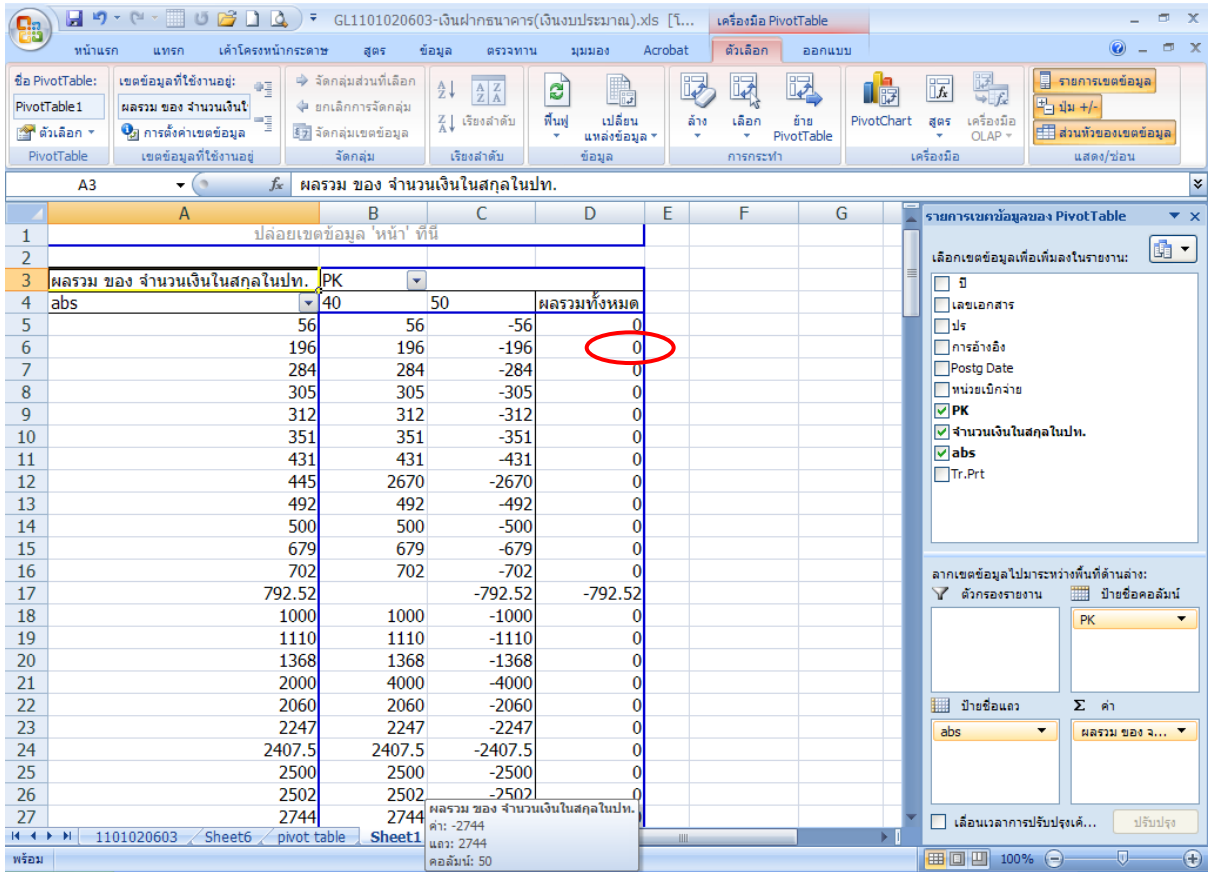 GL1101020603-เงินฝากธนาคาร(เงินงบประมาณ).xls [โ... เครื่องมือ PivotTable
หน้าแรก แทรก เค้าโครงหน้ากระดาษ สูตร ข้อมูล ตรวจทาน มุมมอง Acrobat ตัวเลือก ออกแบบ
ชื่อ PivotTable: เขตข้อมูลที่ใช้งานอยู่: จัดกลุ่มส่วนที่เลือก รายการเขตข้อมูล
PivotTable1 ผลรวม ของ จำนวนเงินใ ยกเลิกการจัดกลุ่ม เรียงลำดับ ฟื้นฟู เปลี่ยน แหล่งข้อมูล ล้าง เลือก ย้าย PivotTable PivotChart สูตร เครื่องมือ OLAP ปุ่ม +/-
ตัวเลือก การตั้งค่าเขตข้อมูล จัดกลุ่มเขตข้อมูล ส่วนหัวของเขตข้อมูล
PivotTable เขตข้อมูลที่ใช้งานอยู่ จัดกลุ่ม เรียงลำดับ ข้อมูล การกระทำ เครื่องมือ แสดง/ซ่อน
A3 fx ผลรวม ของ จำนวนเงินในสกุลในปท.
A B C D E F G
1 ปล่อยเขตข้อมูล 'หน้า' ที่นี่
2
3 ผลรวม ของ จำนวนเงินในสกุลในปท. PK
4 abs 40 50 ผลรวมทั้งหมด
5 56 56 -56 0
6 196 196 -196 0
7 284 284 -284 0
8 305 305 -305 0
9 312 312 -312 0
10 351 351 -351 0
11 431 431 -431 0
12 445 2670 -2670 0
13 492 492 -492 0
14 500 500 -500 0
15 679 679 -679 0
16 702 702 -702 0
17 792.52 -792.52 -792.52
18 1000 1000 -1000 0
19 1110 1110 -1110 0
20 1368 1368 -1368 0
21 2000 4000 -4000 0
22 2060 2060 -2060 0
23 2247 2247 -2247 0
24 2407.5 2407.5 -2407.5 0
25 2500 2500 -2500 0
26 2502 2502 -2502 0
27 2744 2744
ผลรวม ของ จำนวนเงินในสกุลในปท.
ค่า: -2744
แถว: 2744
คอลัมน์: 50
1101020603 Sheet6 pivot table Sheet1
พร้อม 100%
รายการเขตข้อมูลของ PivotTable
เลือกเขตข้อมูลเพื่อเพิ่มลงในรายงาน:
ปี
เลขเอกสาร
ปร
การอ้างอิง
Postg Date
หน่วยเบิกจ่าย
PK
จำนวนเงินในสกุลในปท.
abs
Tr.Prt
ลากเขตข้อมูลไปมาระหว่างพื้นที่ด้านล่าง:
ตัวกรองรายงาน ป้ายชื่อคอลัมน์
PK
ป้ายชื่อแถว Σ ค่า
abs ผลรวม ของ จ...
เลื่อนเวลาการปรับปรุงเค้... ปรับปรุง